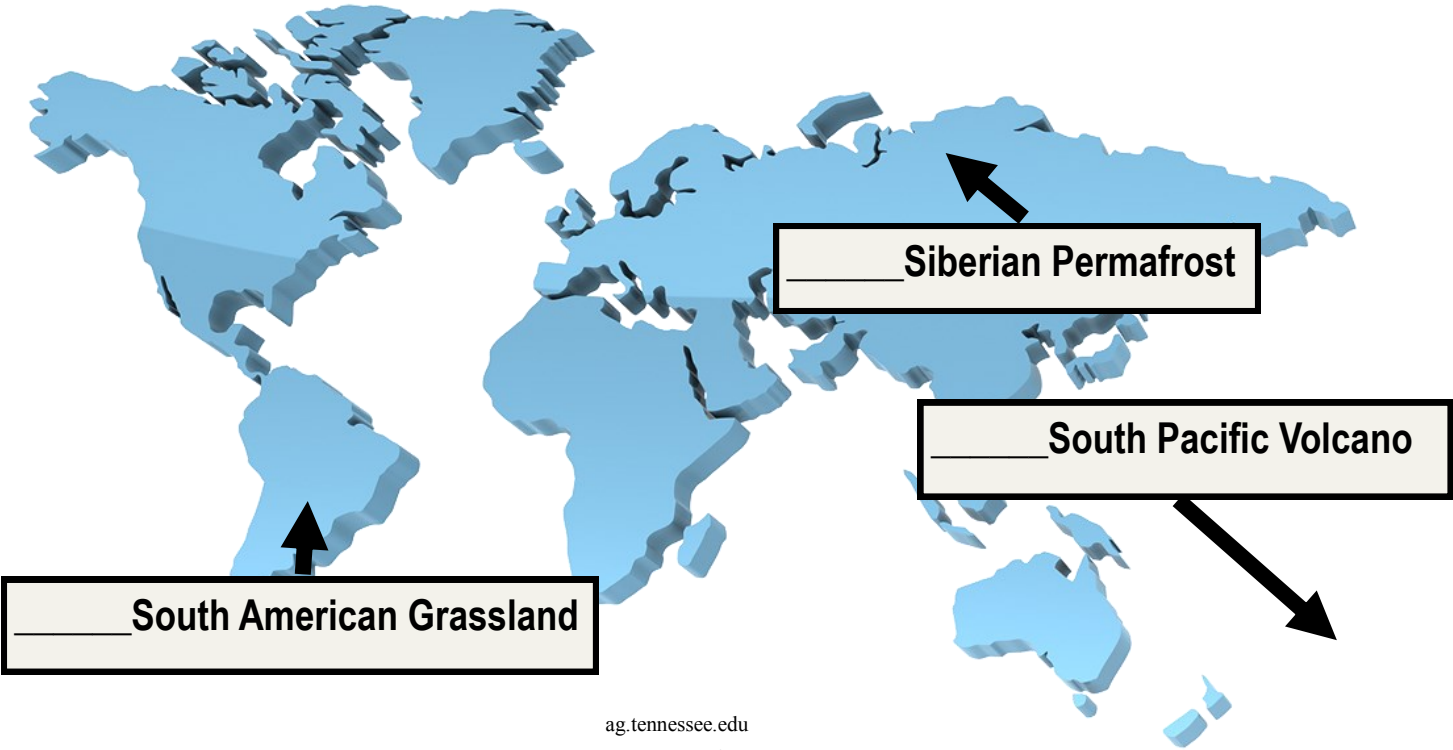 ______Siberian Permafrost
______South Pacific Volcano
______South American Grassland
ag.tennessee.edu